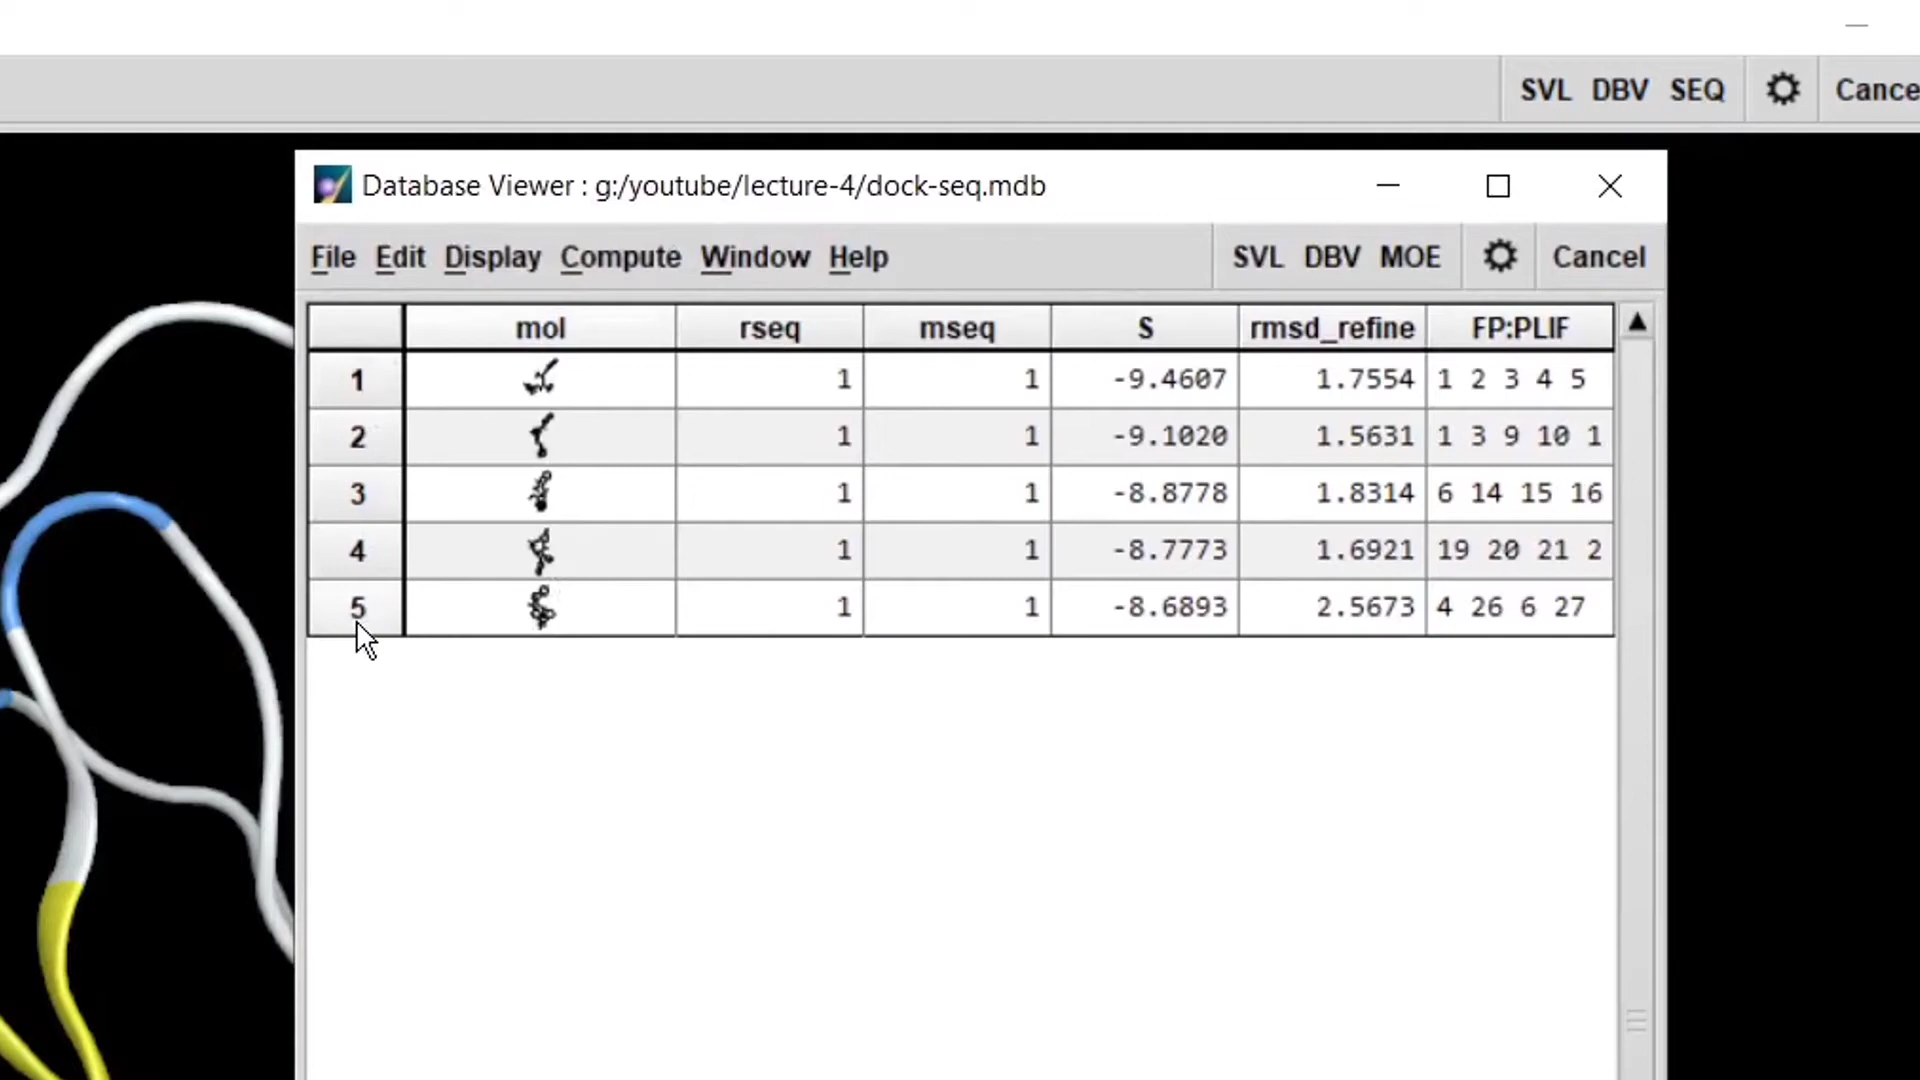 SVL DBV SEQ Cance
Database Viewer : g:/youtube/lecture-4/dock-seq.mdb
File Edit Display Compute Window Help SVL DBV MOE Cancel
mol rseq mseq S rmsd_refine FP:PLIF
1 1 1 -9.4607 1.7554 1 2 3 4 5
2 1 1 -9.1020 1.5631 1 3 9 10 1
3 1 1 -8.8778 1.8314 6 14 15 16
4 1 1 -8.7773 1.6921 19 20 21 2
5 1 1 -8.6893 2.5673 4 26 6 27